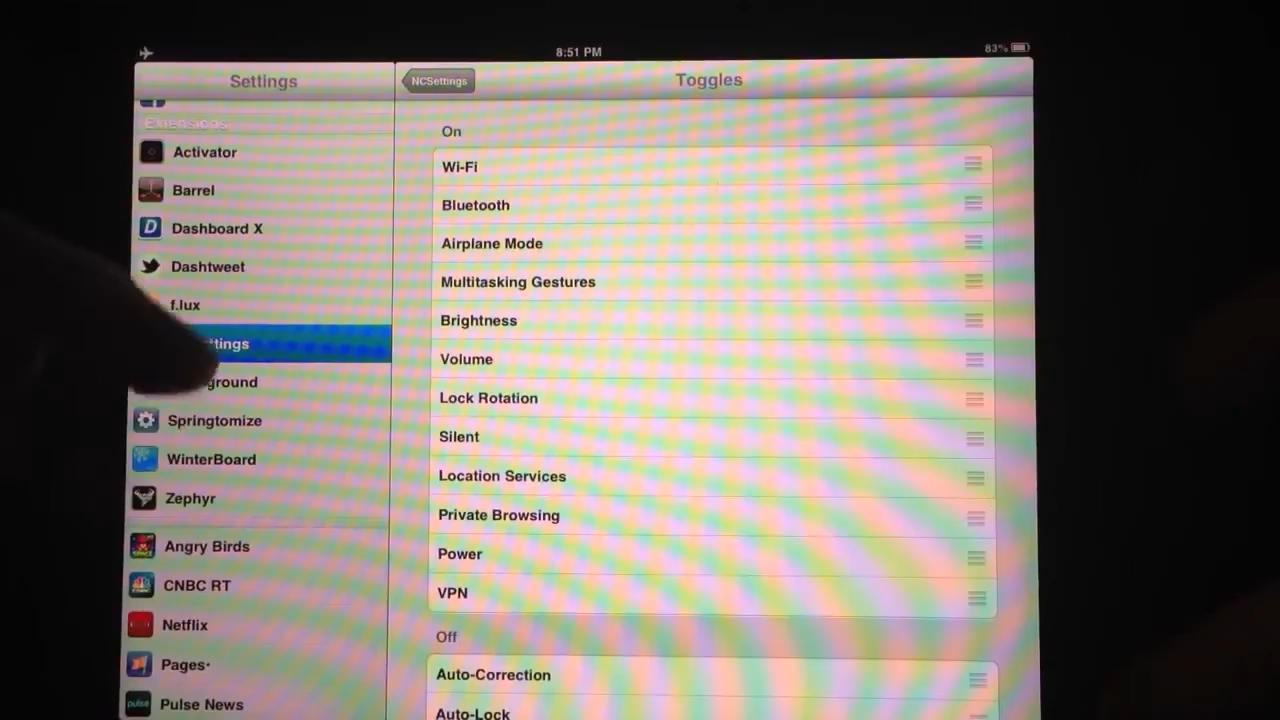 8:51 PM
83%
Settings
Extensions
Activator
Barrel
Dashboard X
Dashtweet
f.lux
ttings
ground
Springtomize
WinterBoard
Zephyr
Angry Birds
CNBC RT
Netflix
Pages
pulse Pulse News
NCSettings
Toggles
On
Wi-Fi
Bluetooth
Airplane Mode
Multitasking Gestures
Brightness
Volume
Lock Rotation
Silent
Location Services
Private Browsing
Power
VPN
Off
Auto-Correction
Auto-Lock